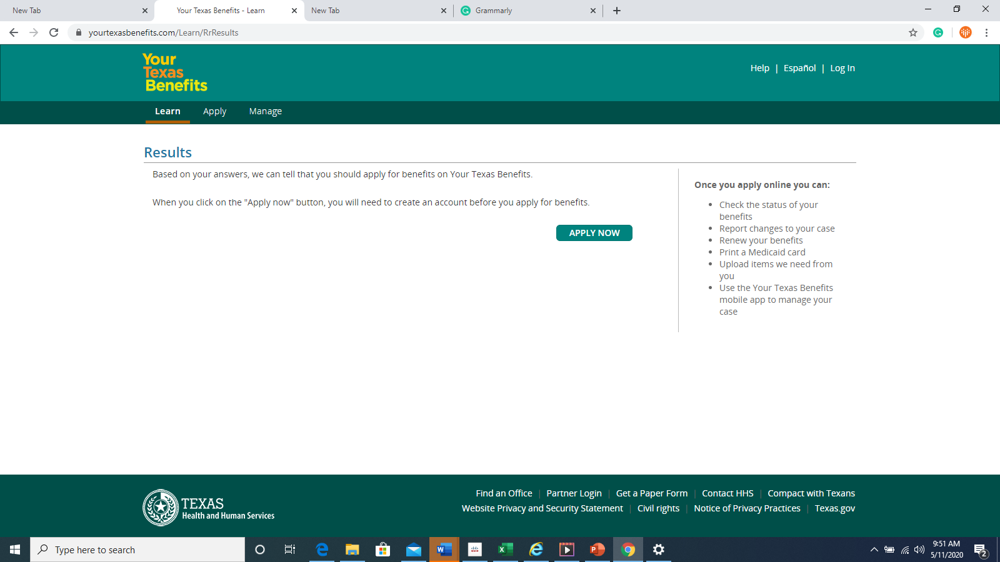 New Tab
Your Texas Benefits - Learn
New Tab
Grammarly
yourtexasbenefits.com/Learn/RrResults
Your
Texas
Benefits
Help | Español | Log In
Learn
Apply
Manage
Results
Based on your answers, we can tell that you should apply for benefits on Your Texas Benefits.
When you click on the "Apply now" button, you will need to create an account before you apply for benefits.
APPLY NOW
Once you apply online you can:
• Check the status of your
benefits
• Report changes to your case
• Renew your benefits
• Print a Medicaid card
• Upload items we need from
you
• Use the Your Texas Benefits
mobile app to manage your
case
TEXAS
Health and Human Services
Find an Office | Partner Login | Get a Paper Form | Contact HHS | Compact with Texans
Website Privacy and Security Statement | Civil rights | Notice of Privacy Practices | Texas.gov
Type here to search
9:51 AM
5/11/2020
2